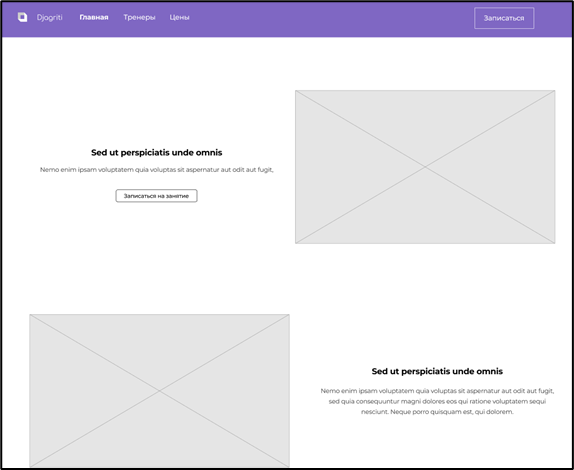 Djagriti Главная Тренеры Цены Записаться
Sed ut perspiciatis unde omnis
Nemo enim ipsam voluptatem quia voluptas sit aspernatur aut odit aut fugit,
Записаться на занятие
Sed ut perspiciatis unde omnis
Nemo enim ipsam voluptatem quia voluptas sit aspernatur aut odit aut fugit,
sed quia consequuntur magni dolores eos qui ratione voluptatem sequi
nesciunt. Neque porro quisquam est, qui dolorem.